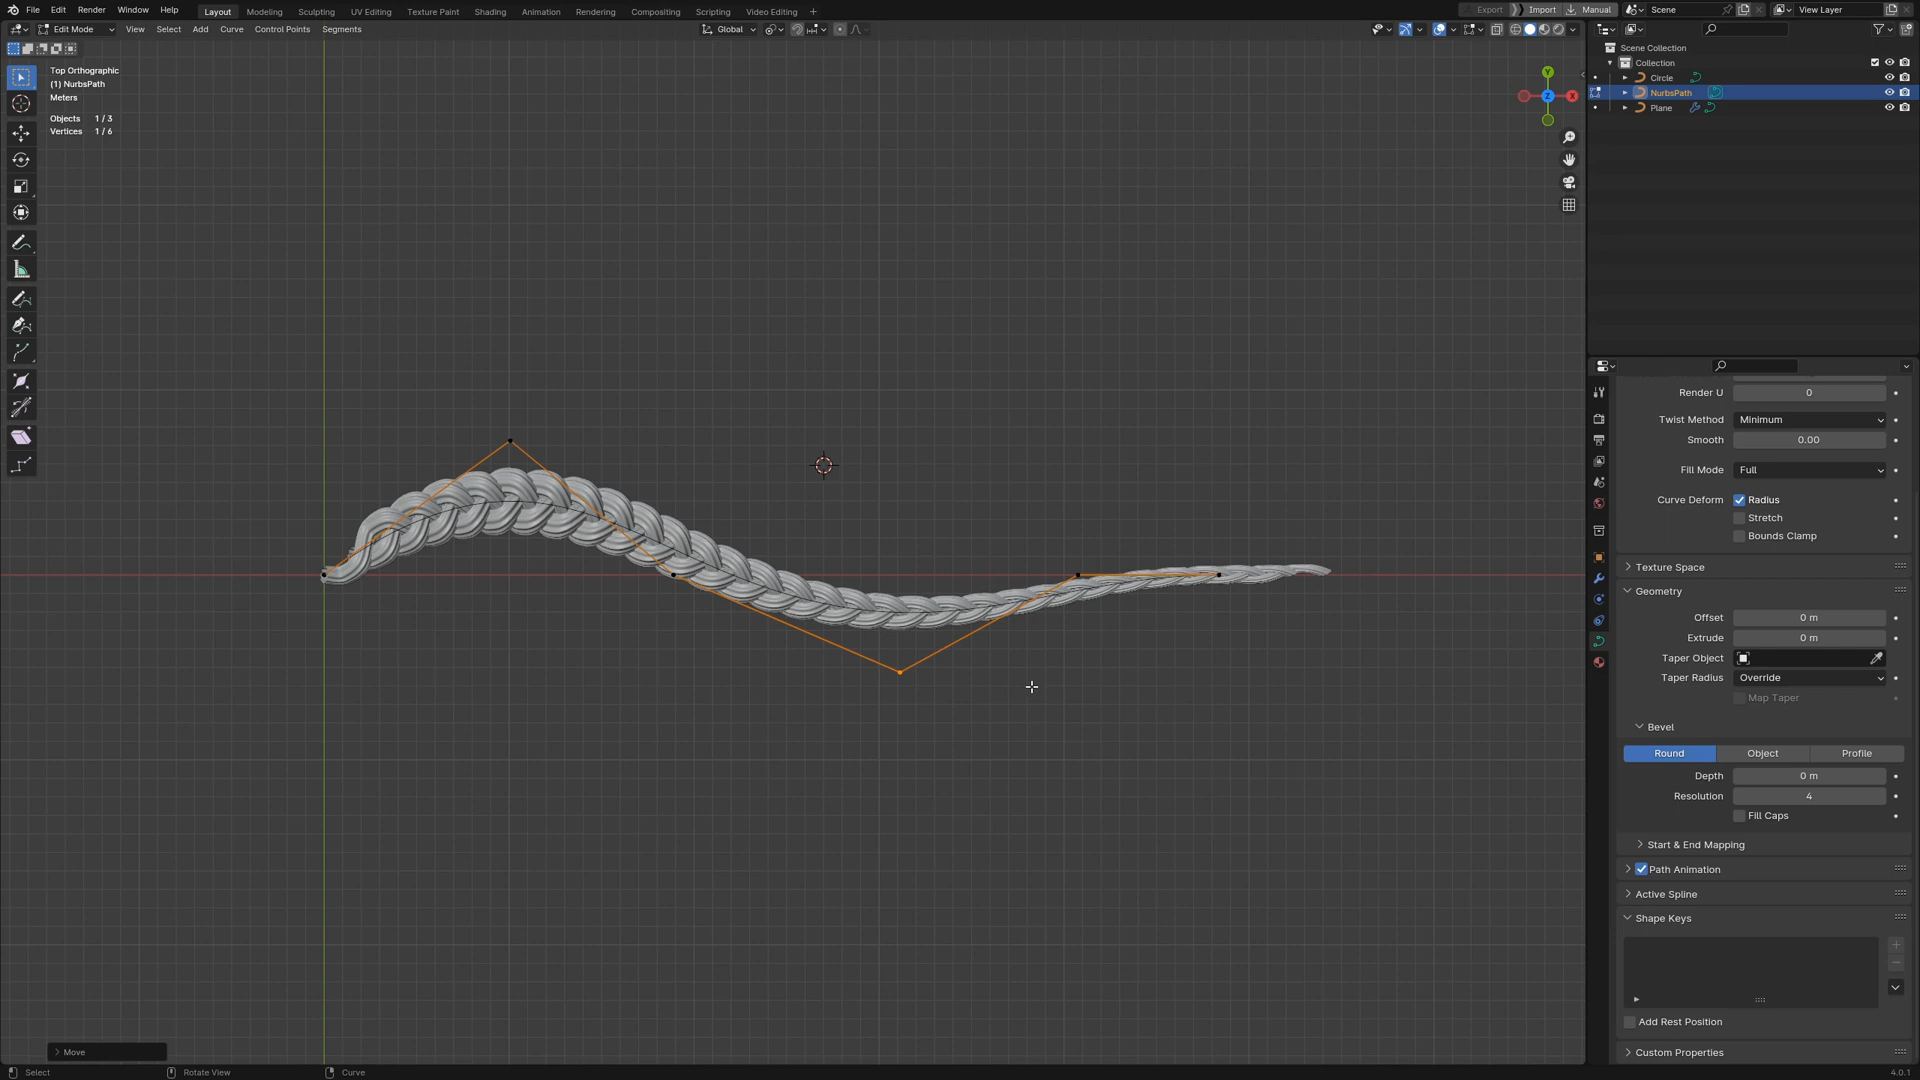 File Edit Render Window Help Layout Modeling Sculpting UV Editing Texture Paint Shading Animation Rendering Compositing Scripting Video Editing + Export Import Manual Scene View Layer
Edit Mode View Select Add Curve Control Points Segments Global
Top Orthographic
(1) NurbsPath
Meters
Objects 1 / 3
Vertices 1 / 6
Y
Z
X
Scene Collection
Collection
Circle
NurbsPath
Plane
Render U 0
Twist Method Minimum
Smooth 0.00
Fill Mode Full
Curve Deform Radius
Stretch
Bounds Clamp
Texture Space
Geometry
Offset 0 m
Extrude 0 m
Taper Object
Taper Radius Override
Map Taper
Bevel
Round Object Profile
Depth 0 m
Resolution 4
Fill Caps
Start & End Mapping
Path Animation
Active Spline
Shape Keys
Add Rest Position
Custom Properties
Move
Select Rotate View Curve 4.0.1